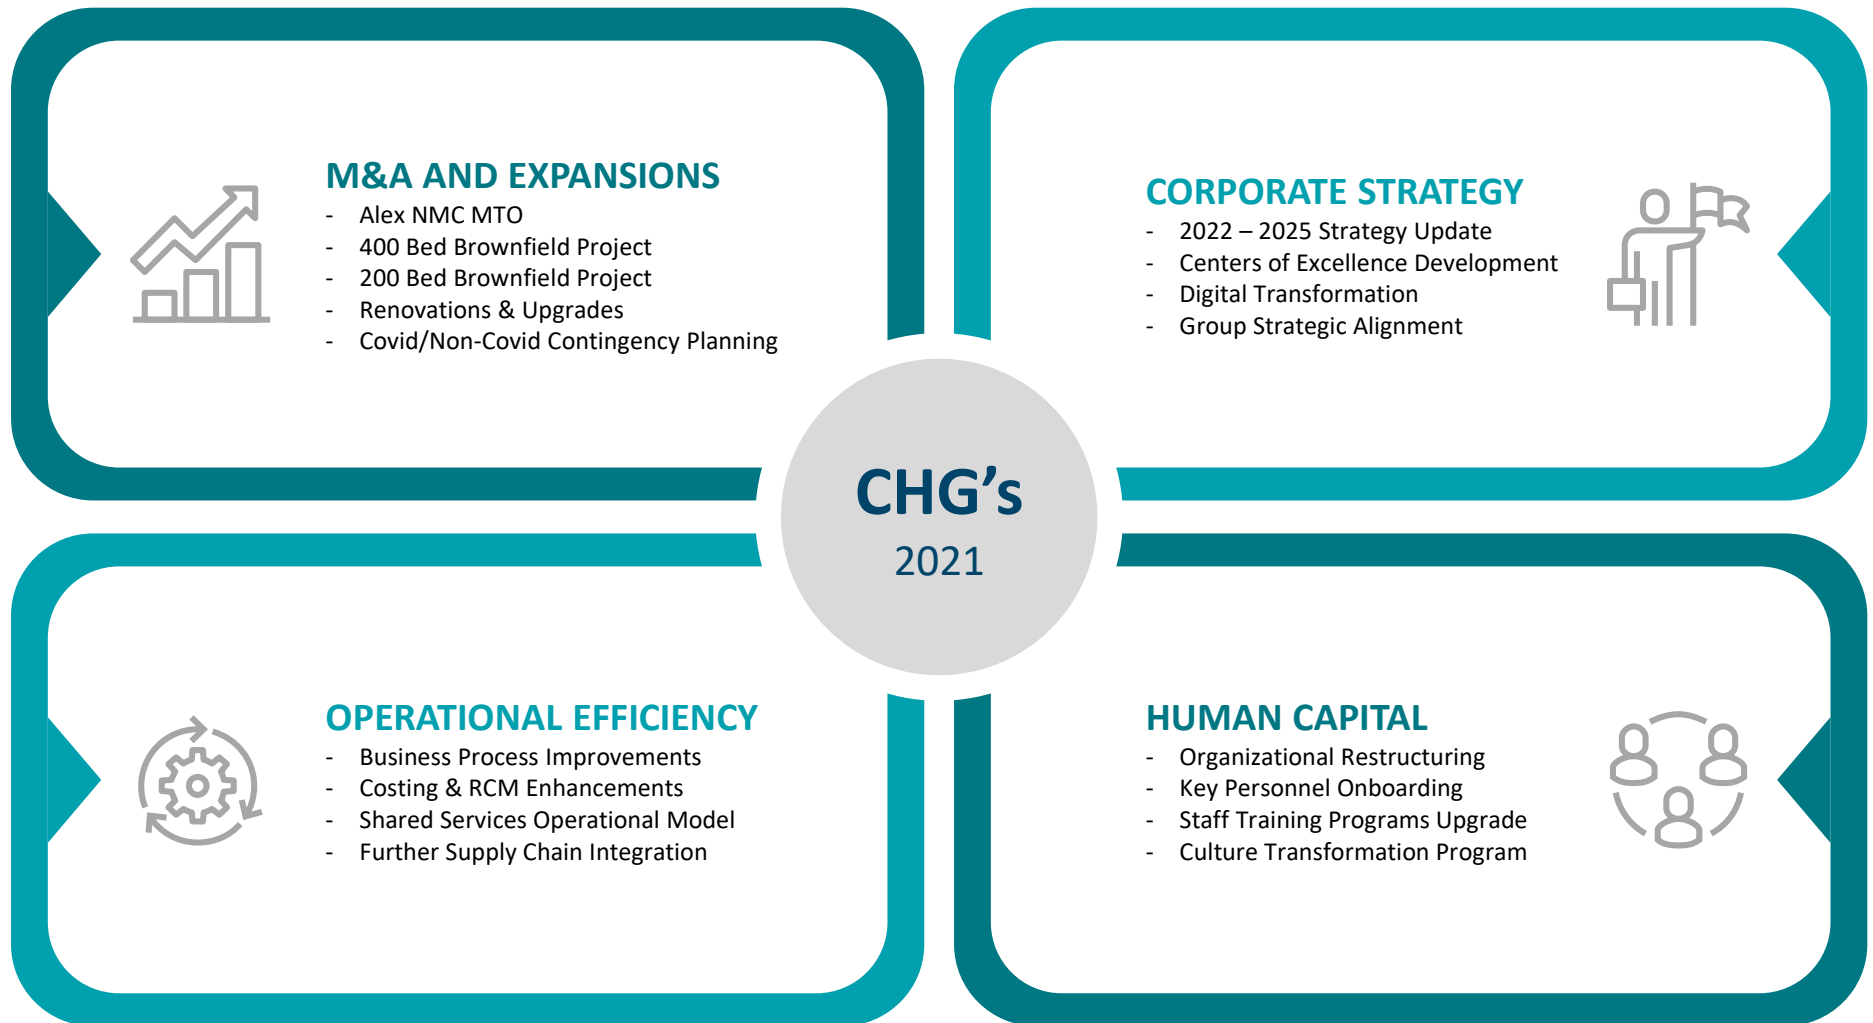 M&A AND EXPANSIONS
- Alex NMC MTO
- 400 Bed Brownfield Project
- 200 Bed Brownfield Project
- Renovations & Upgrades
- Covid/Non-Covid Contingency Planning
CORPORATE STRATEGY
- 2022 – 2025 Strategy Update
- Centers of Excellence Development
- Digital Transformation
- Group Strategic Alignment
CHG’s
2021
OPERATIONAL EFFICIENCY
- Business Process Improvements
- Costing & RCM Enhancements
- Shared Services Operational Model
- Further Supply Chain Integration
HUMAN CAPITAL
- Organizational Restructuring
- Key Personnel Onboarding
- Staff Training Programs Upgrade
- Culture Transformation Program